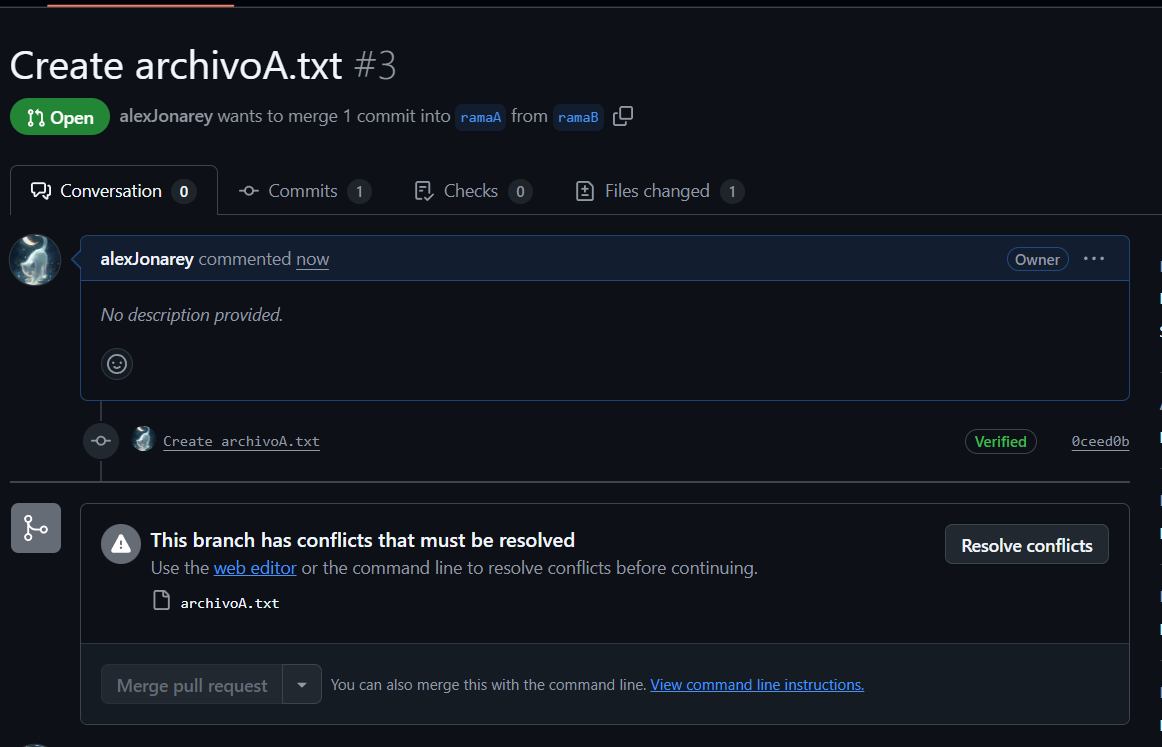 Create archivoA.txt #3
Open alexJonarey wants to merge 1 commit into ramaA from ramaB
Conversation 0 Commits 1 Checks 0 Files changed 1
alexJonarey commented now Owner
No description provided.
Create archivoA.txt Verified 0ceed0b
This branch has conflicts that must be resolved
Resolve conflicts
Use the web editor or the command line to resolve conflicts before continuing.
archivoA.txt
Merge pull request You can also merge this with the command line. View command line instructions.